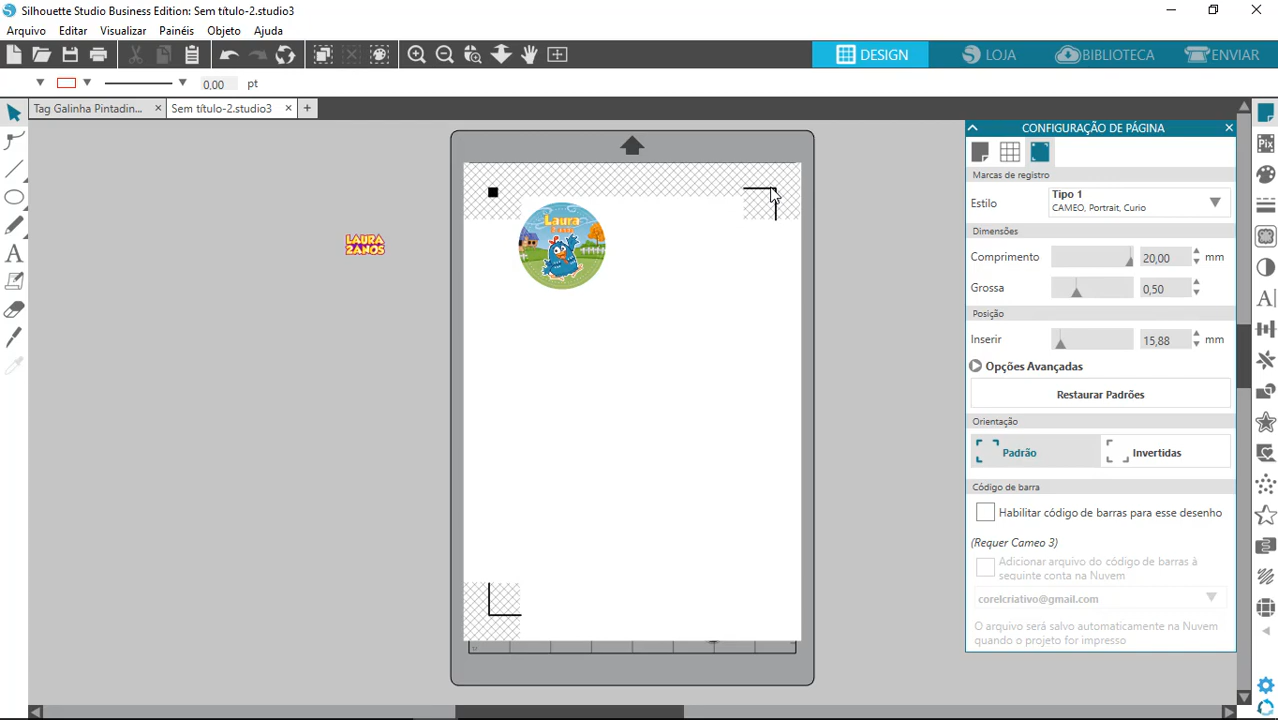 Silhouette Studio Business Edition: Sem título-2.studio3
Arquivo Editar Visualizar Painéis Objeto Ajuda
DESIGN LOJA BIBLIOTECA ENVIAR
0,00 pt
Tag Galinha Pintadin... Sem título-2.studio3
CONFIGURAÇÃO DE PÁGINA
Pix
Marcas de registro
Estilo
Tipo 1
CAMEO, Portrait, Curio
Dimensões
Comprimento 20,00 mm
Grossa 0,50
Posição
Inserir 15,88 mm
Opções Avançadas
Restaurar Padrões
Orientação
Padrão Invertidas
Código de barra
Habilitar código de barras para esse desenho
(Requer Cameo 3)
Adicionar arquivo do código de barras à
seguinte conta na Nuvem
corelcriativo@gmail.com
O arquivo será salvo automaticamente na Nuvem
quando o projeto for impresso
LAURA
2 ANOS
Laura